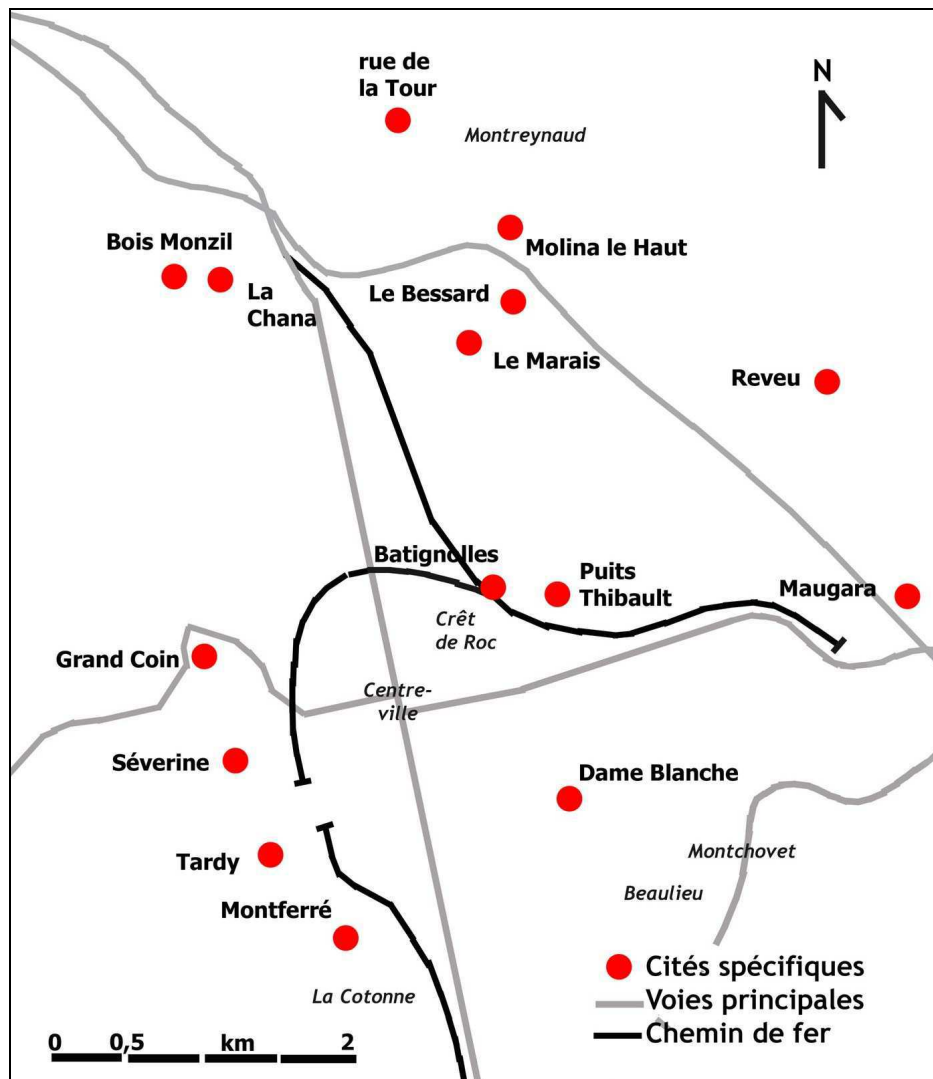 rue de
la Tour
N
Montreynaud
Bois Monzil
Molina le Haut
La
Chana
Le Bessard
Le Marais
Reveu
Batignolles
Puits
Thibault
Maugara
Crêt
de Roc
Grand Coin
Centre-
ville
Séverine
Dame Blanche
Tardy
Montchovet
Beaulieu
Montferré
La Cotonne
Cités spécifiques
Voies principales
Chemin de fer
0 0,5 km 2